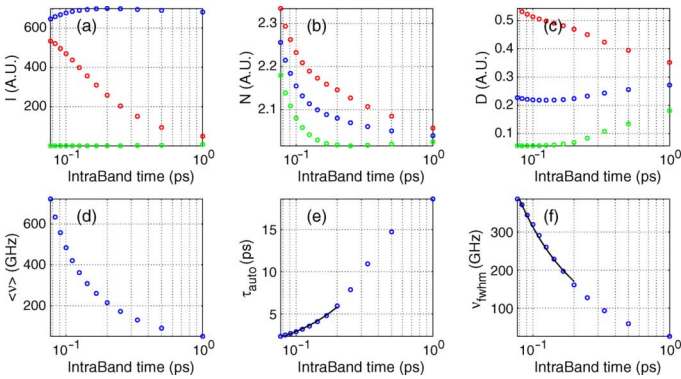 (a)
I (A.U.)
600
400
200
10⁻¹
10⁰
IntraBand time (ps)
(b)
N (A.U.)
2.3
2.2
2.1
10⁻¹
10⁰
IntraBand time (ps)
(c)
D (A.U.)
0.5
0.4
0.3
0.2
0.1
10⁻¹
10⁰
IntraBand time (ps)
(d)
<ν> (GHz)
600
400
200
10⁻¹
10⁰
IntraBand time (ps)
(e)
τauto (ps)
15
10
5
10⁻¹
10⁰
IntraBand time (ps)
(f)
νfwhm (GHz)
300
200
100
10⁻¹
10⁰
IntraBand time (ps)